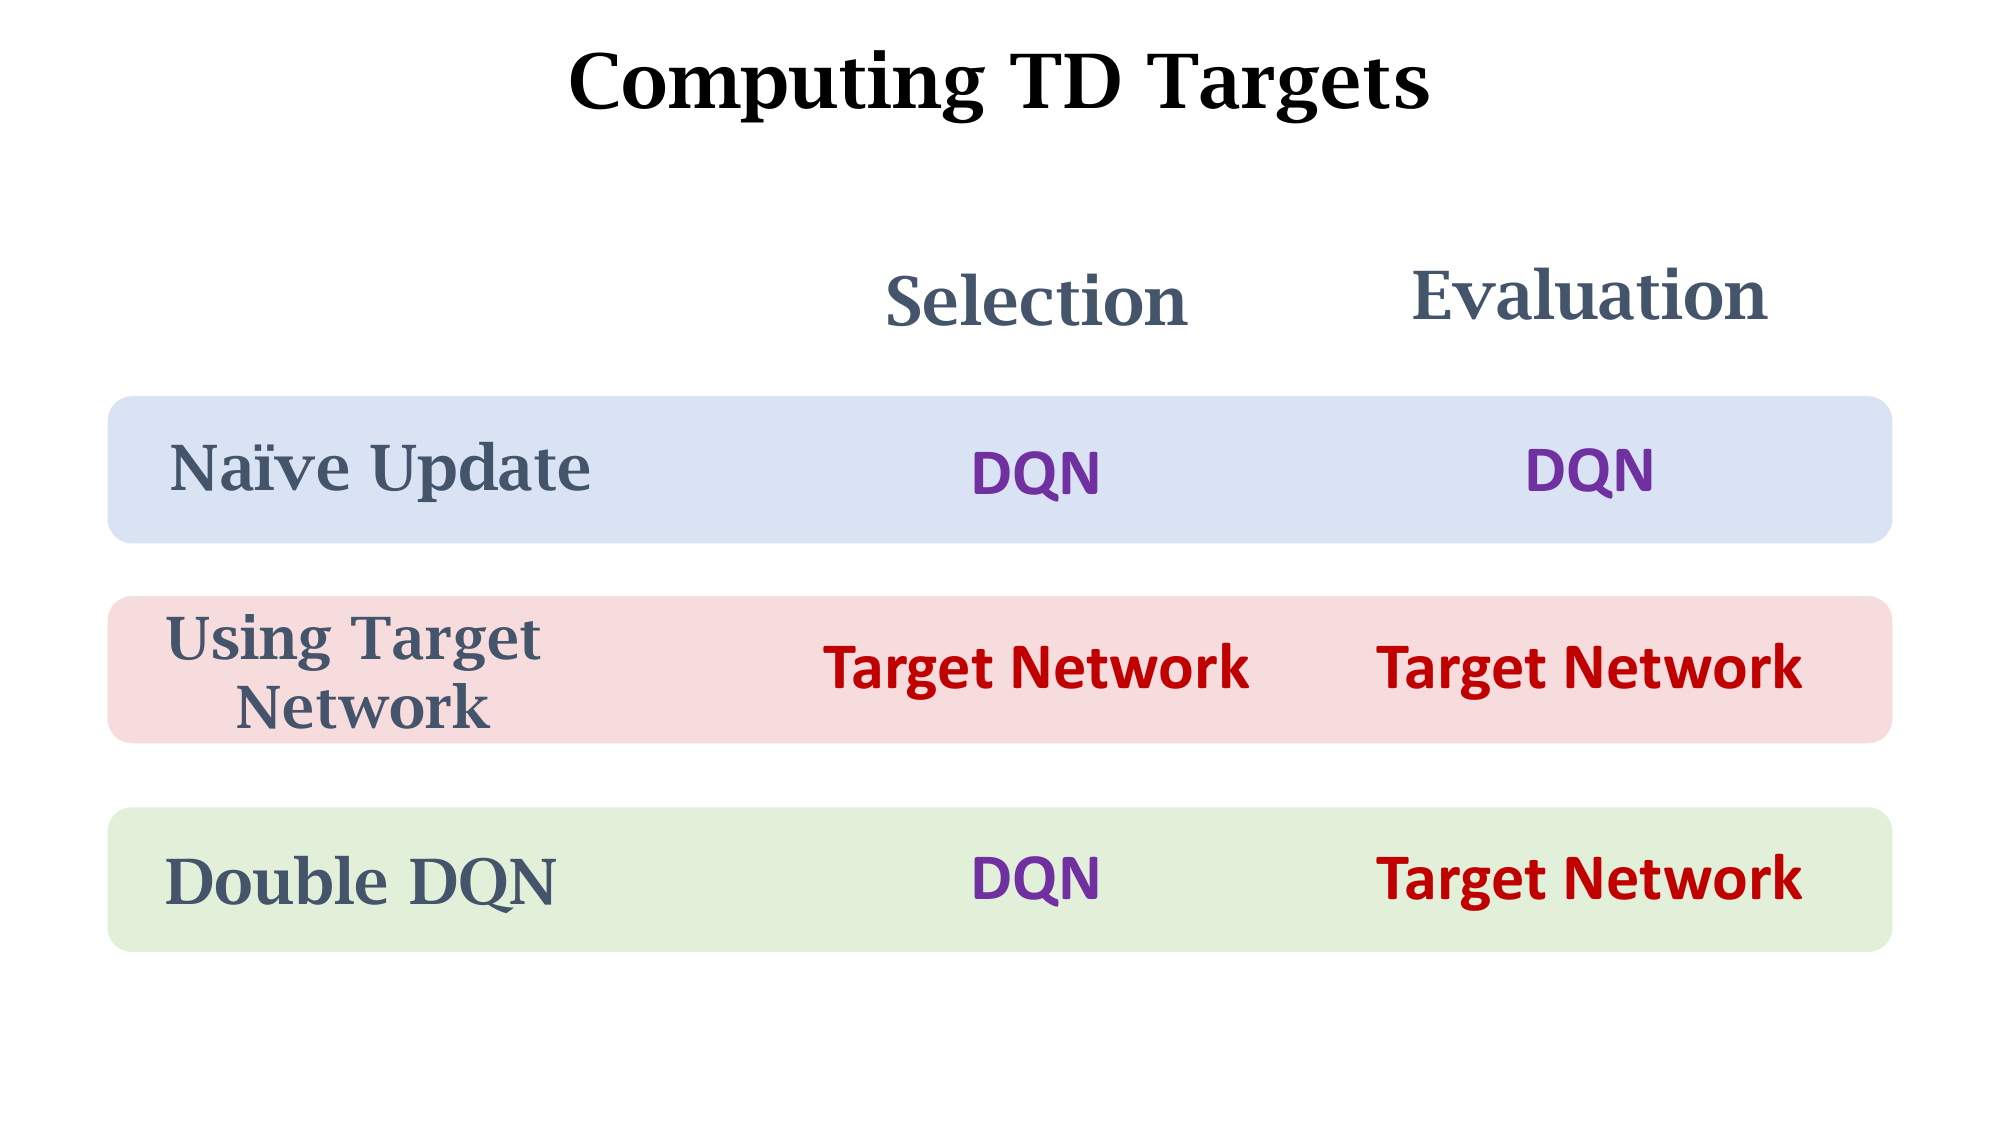 Computing TD Targets
Selection
Evaluation
Naïve Update
DQN
DQN
Using Target
Network
Target Network
Target Network
Double DQN
DQN
Target Network